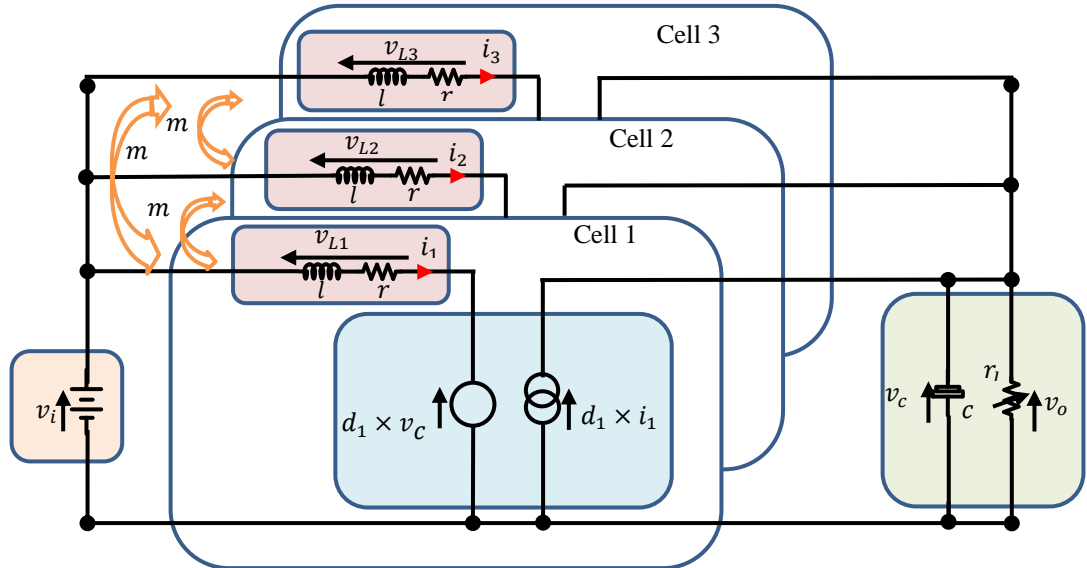 Cell 3
v_{L3}
i_3
l
r
m
m
Cell 2
v_{L2}
i_2
l
r
m
Cell 1
v_{L1}
i_1
l
r
v_i
d_1 × v_C
d_1 × i_1
v_c
c
r_l
v_o